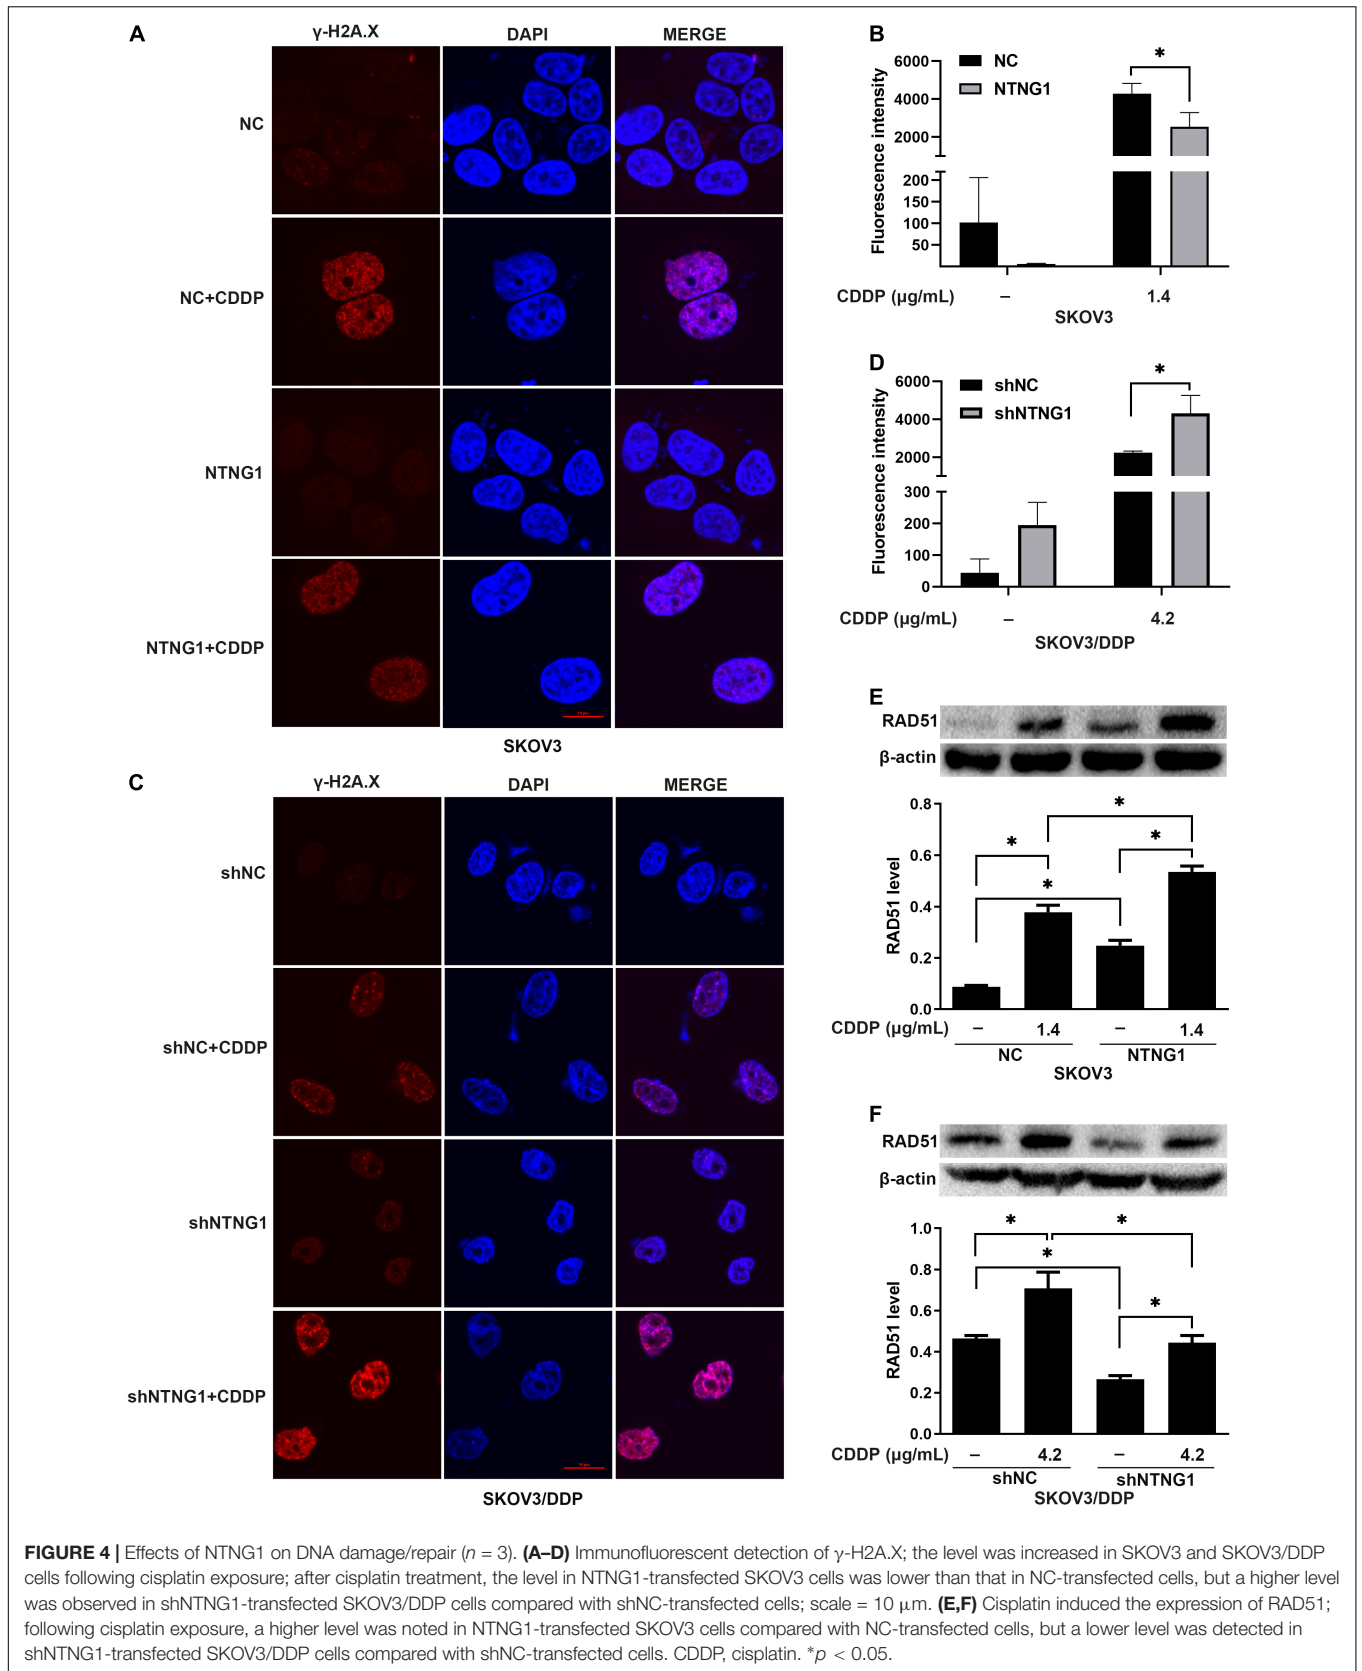 A
γ-H2A.X DAPI MERGE
NC
NC+CDDP
NTNG1
NTNG1+CDDP
SKOV3
B
NC
NTNG1
Fluorescence intensity
6000
4000
2000
200
150
100
50
*
CDDP (μg/mL) – 1.4
SKOV3
C
γ-H2A.X DAPI MERGE
shNC
shNC+CDDP
shNTNG1
shNTNG1+CDDP
SKOV3/DDP
D
shNC
shNTNG1
Fluorescence intensity
6000
4000
2000
300
200
100
0
*
CDDP (μg/mL) – 4.2
SKOV3/DDP
E
RAD51
β-actin
RAD51 level
0.8
0.6
0.4
0.2
0.0
* * * *
CDDP (μg/mL) – 1.4 – 1.4
NC NTNG1
SKOV3
F
RAD51
β-actin
RAD51 level
1.0
0.8
0.6
0.4
0.2
0.0
* * * *
CDDP (μg/mL) – 4.2 – 4.2
shNC shNTNG1
SKOV3/DDP
FIGURE 4 | Effects of NTNG1 on DNA damage/repair (n = 3). (A–D) Immunofluorescent detection of γ-H2A.X; the level was increased in SKOV3 and SKOV3/DDP
cells following cisplatin exposure; after cisplatin treatment, the level in NTNG1-transfected SKOV3 cells was lower than that in NC-transfected cells, but a higher level
was observed in shNTNG1-transfected SKOV3/DDP cells compared with shNC-transfected cells; scale = 10 μm. (E,F) Cisplatin induced the expression of RAD51;
following cisplatin exposure, a higher level was noted in NTNG1-transfected SKOV3 cells compared with NC-transfected cells, but a lower level was detected in
shNTNG1-transfected SKOV3/DDP cells compared with shNC-transfected cells. CDDP, cisplatin. *p < 0.05.